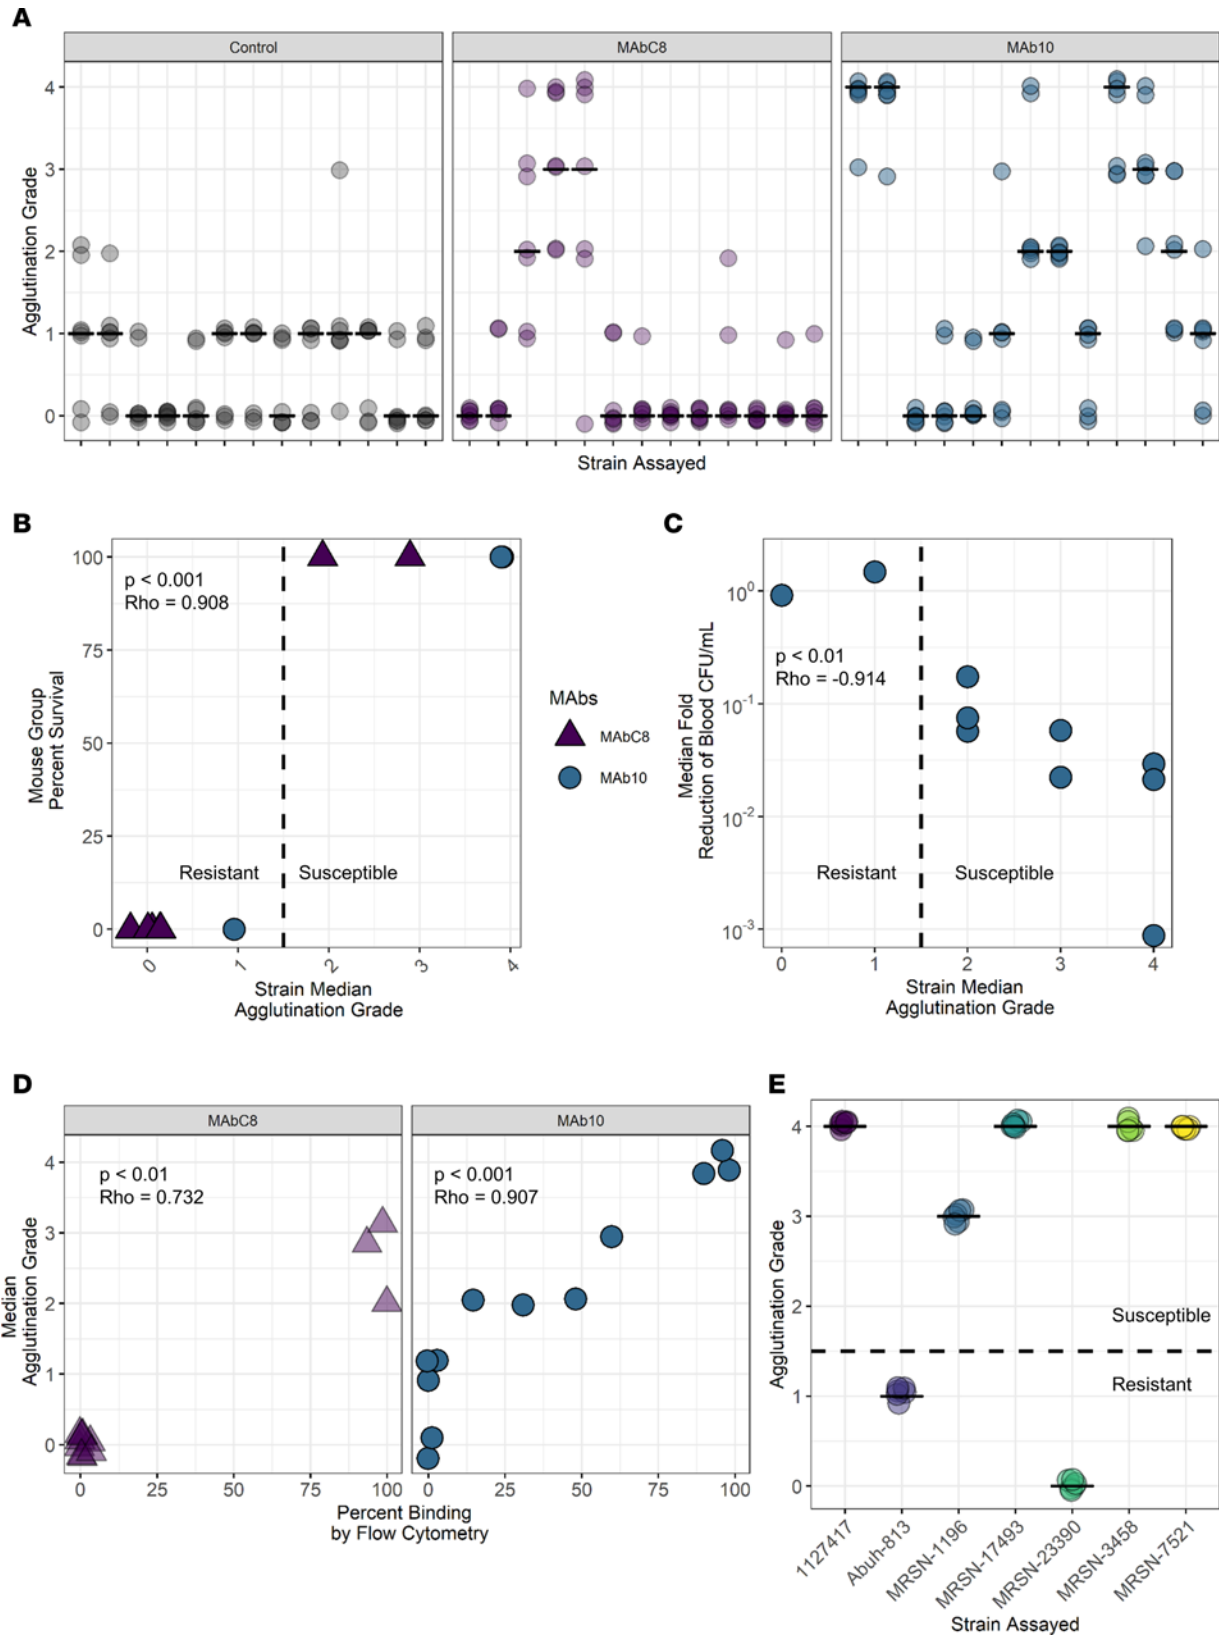 A
Control
MAbC8
MAb10
Agglutination Grade
4
3
2
1
0
Strain Assayed
B
p < 0.001
Rho = 0.908
Mouse Group
Percent Survival
100
75
50
25
0
Resistant
Susceptible
0
1
2
3
4
Strain Median
Agglutination Grade
MAbs
MAbC8
MAb10
C
Median Fold
Reduction of Blood CFU/mL
10⁰
10⁻¹
10⁻²
10⁻³
p < 0.01
Rho = -0.914
Resistant
Susceptible
0
1
2
3
4
Strain Median
Agglutination Grade
D
MAbC8
MAb10
Median
Agglutination Grade
4
3
2
1
0
p < 0.01
Rho = 0.732
p < 0.001
Rho = 0.907
0
25
50
75
100
0
25
50
75
100
Percent Binding
by Flow Cytometry
E
Agglutination Grade
4
3
2
1
0
Susceptible
Resistant
1127417
Abuh-813
MRSN-1196
MRSN-17493
MRSN-23390
MRSN-3458
MRSN-7521
Strain Assayed